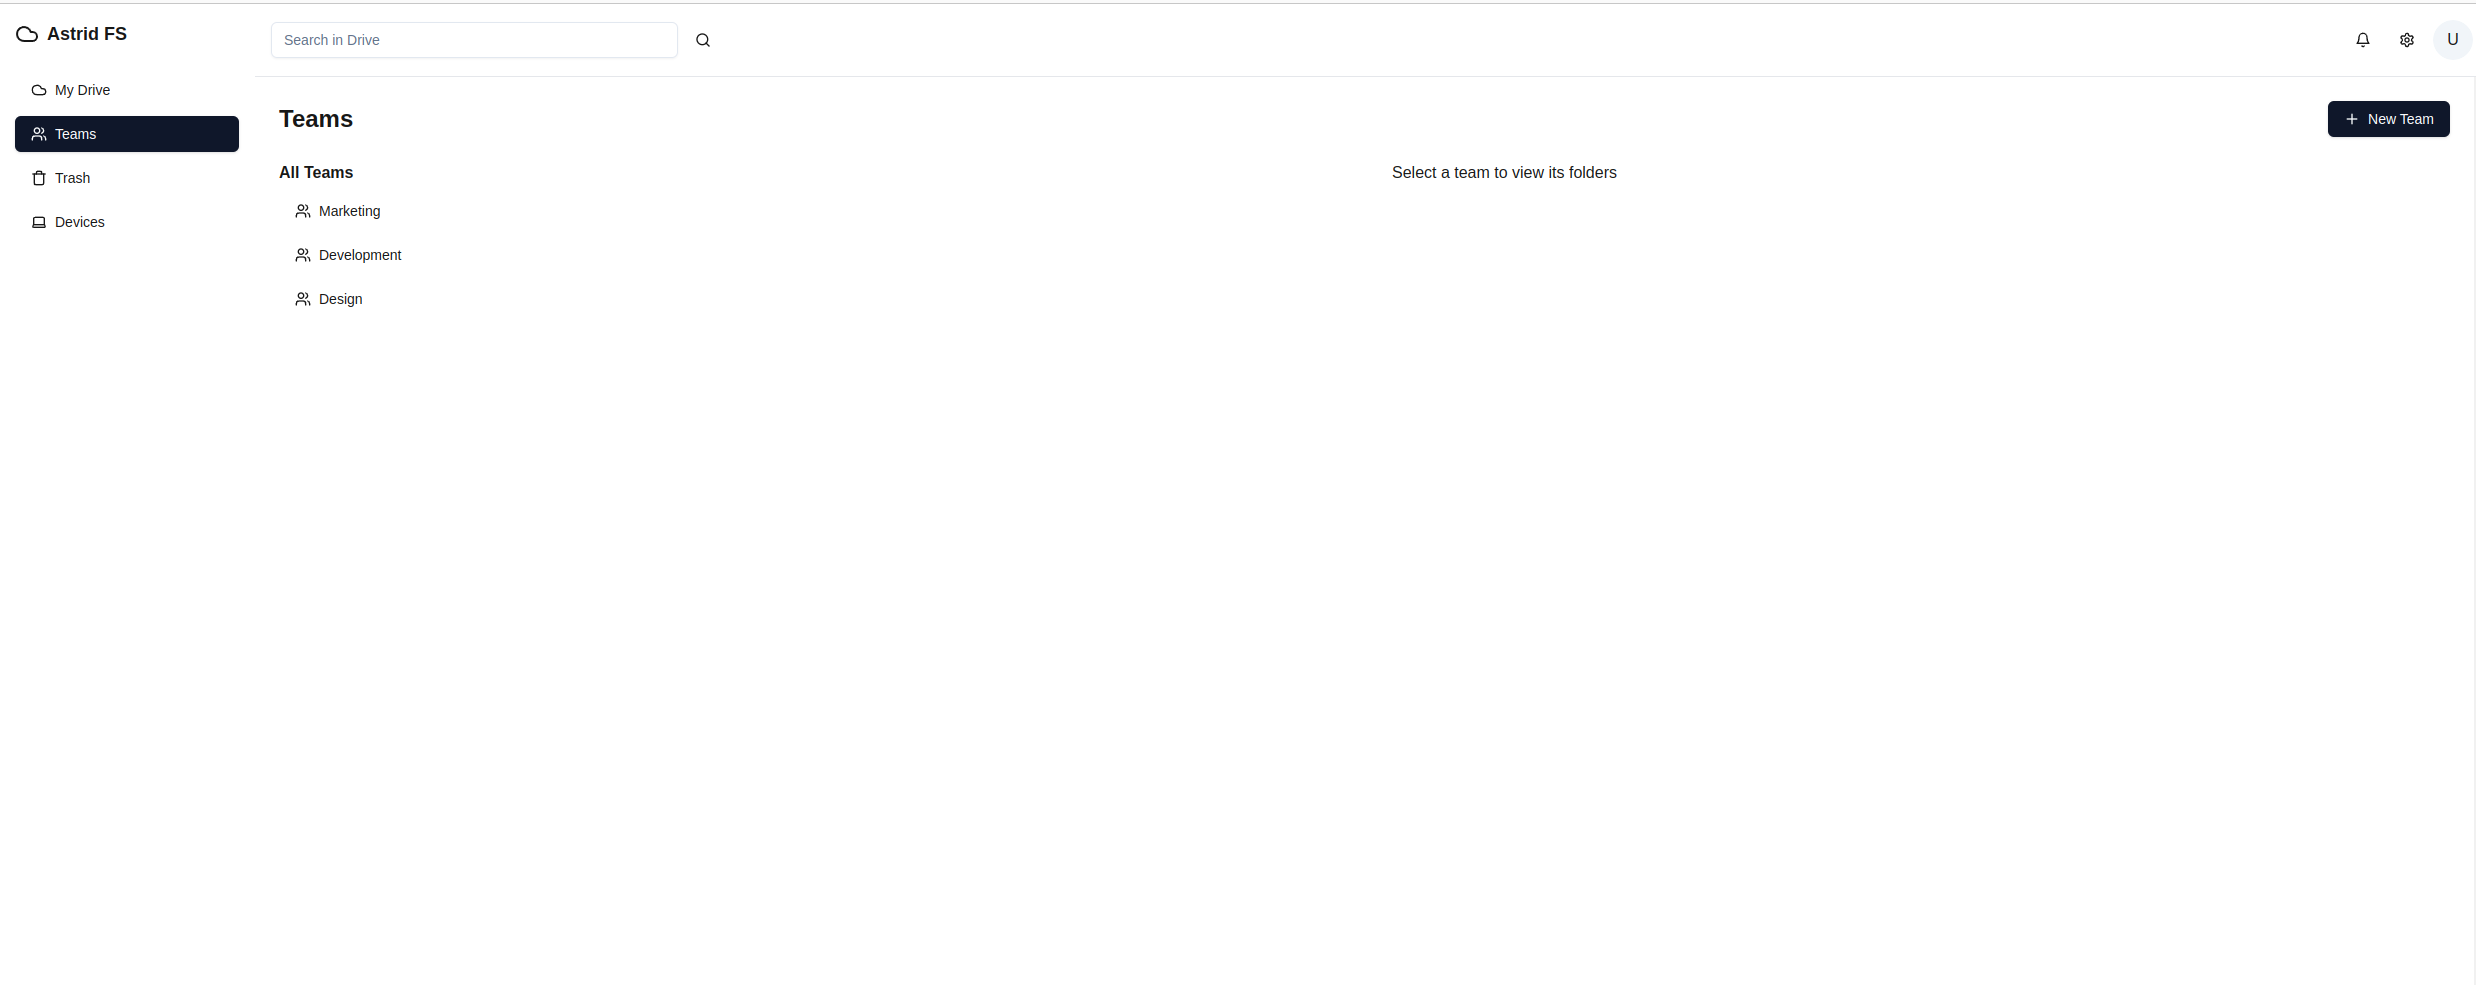 Astrid FS
Search in Drive
U
My Drive
Teams
Trash
Devices
Teams
New Team
All Teams
Marketing
Development
Design
Select a team to view its folders